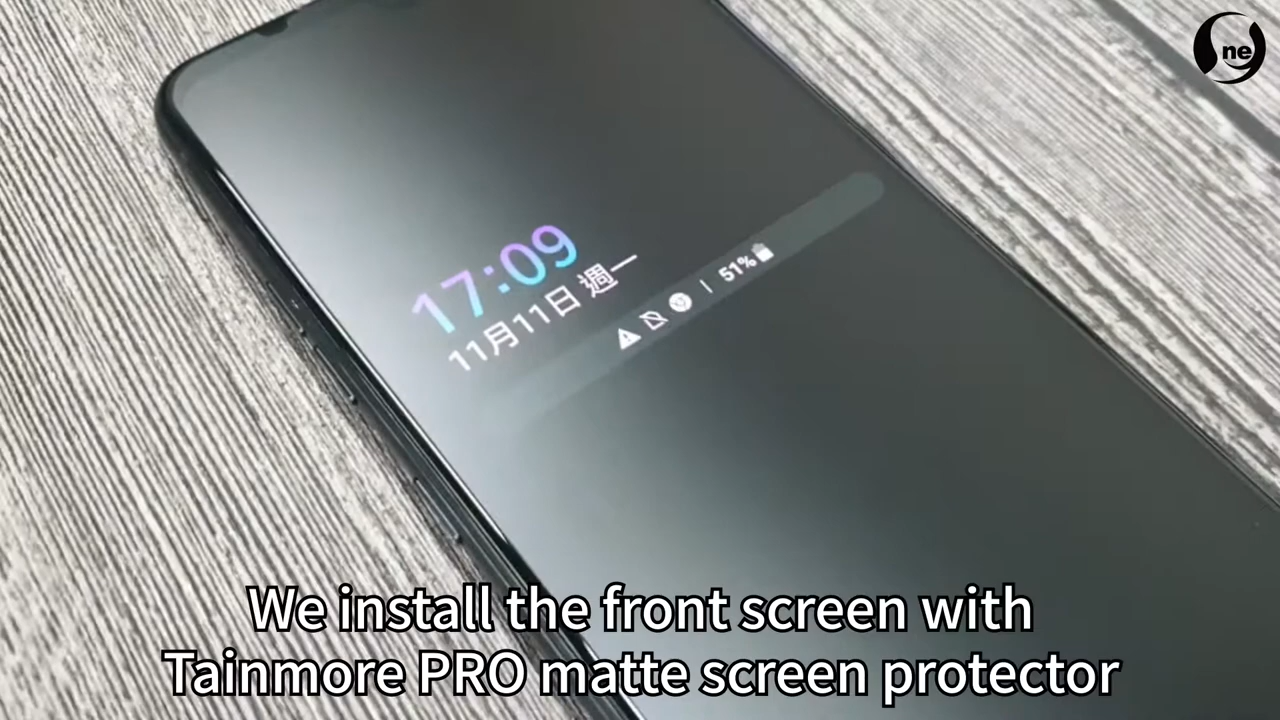 ne
17:09
11月11日 週一
51%
We install the front screen with
Tainmore PRO matte screen protector